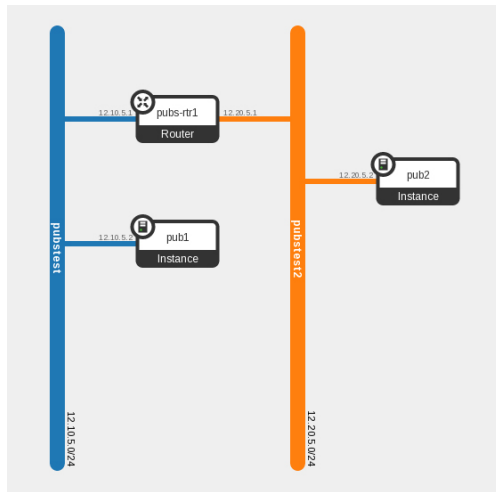 12.10.5.1
pubs-rtr1
Router
12.20.5.1
12.20.5.2
pub2
Instance
12.10.5.2
pub1
Instance
pubstest
pubstest2
12.10.5.0/24
12.20.5.0/24